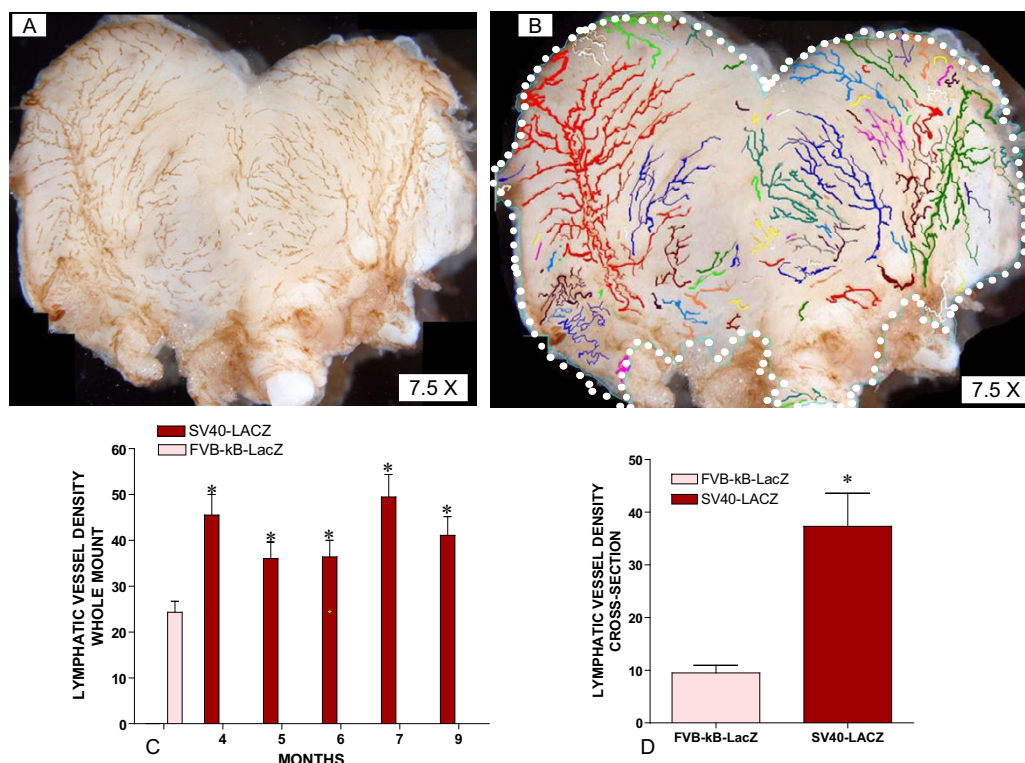 A
B
7.5 X
7.5 X
SV40-LACZ
FVB-kB-LacZ
LYMPHATIC VESSEL DENSITY
WHOLE MOUNT
60
50
40
30
20
10
0
*
*
*
*
*
4
5
6
7
9
MONTHS
C
FVB-kB-LacZ
SV40-LACZ
LYMPHATIC VESSEL DENSITY
CROSS-SECTION
50
40
30
20
10
0
*
FVB-kB-LacZ
SV40-LACZ
D